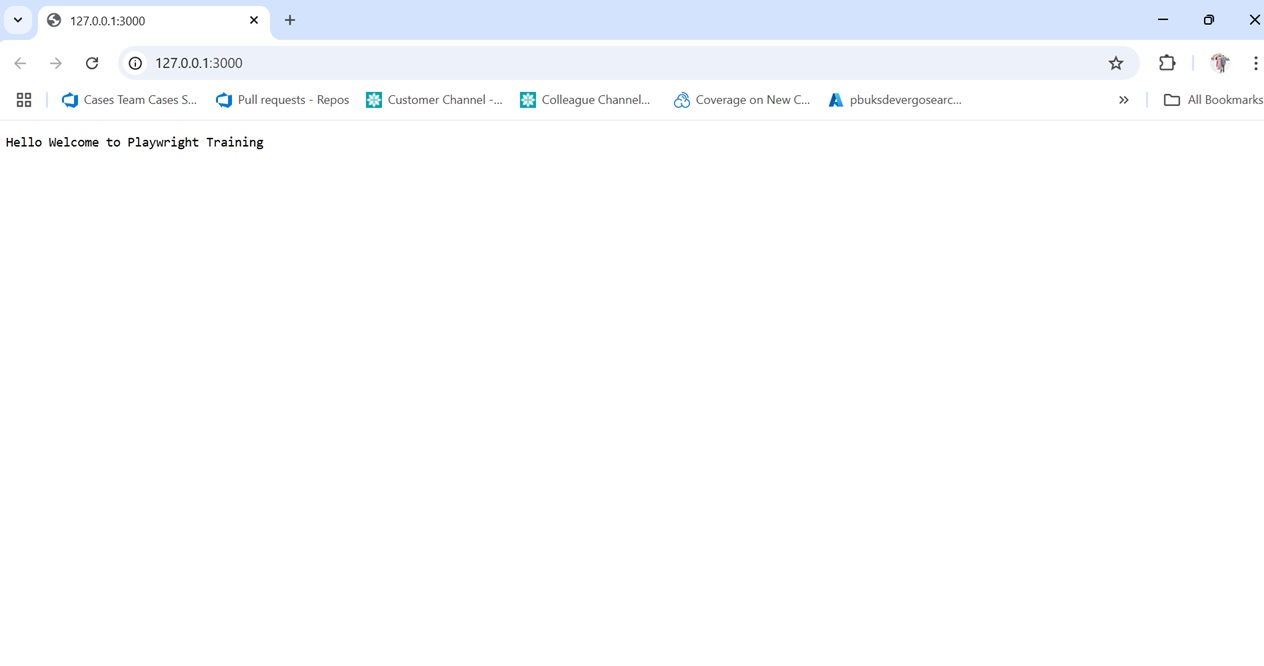 127.0.0.1:3000
127.0.0.1:3000
Cases Team Cases S... Pull requests - Repos Customer Channel -... Colleague Channel... Coverage on New C... pbuksdevergosearc... All Bookmarks
Hello Welcome to Playwright Training